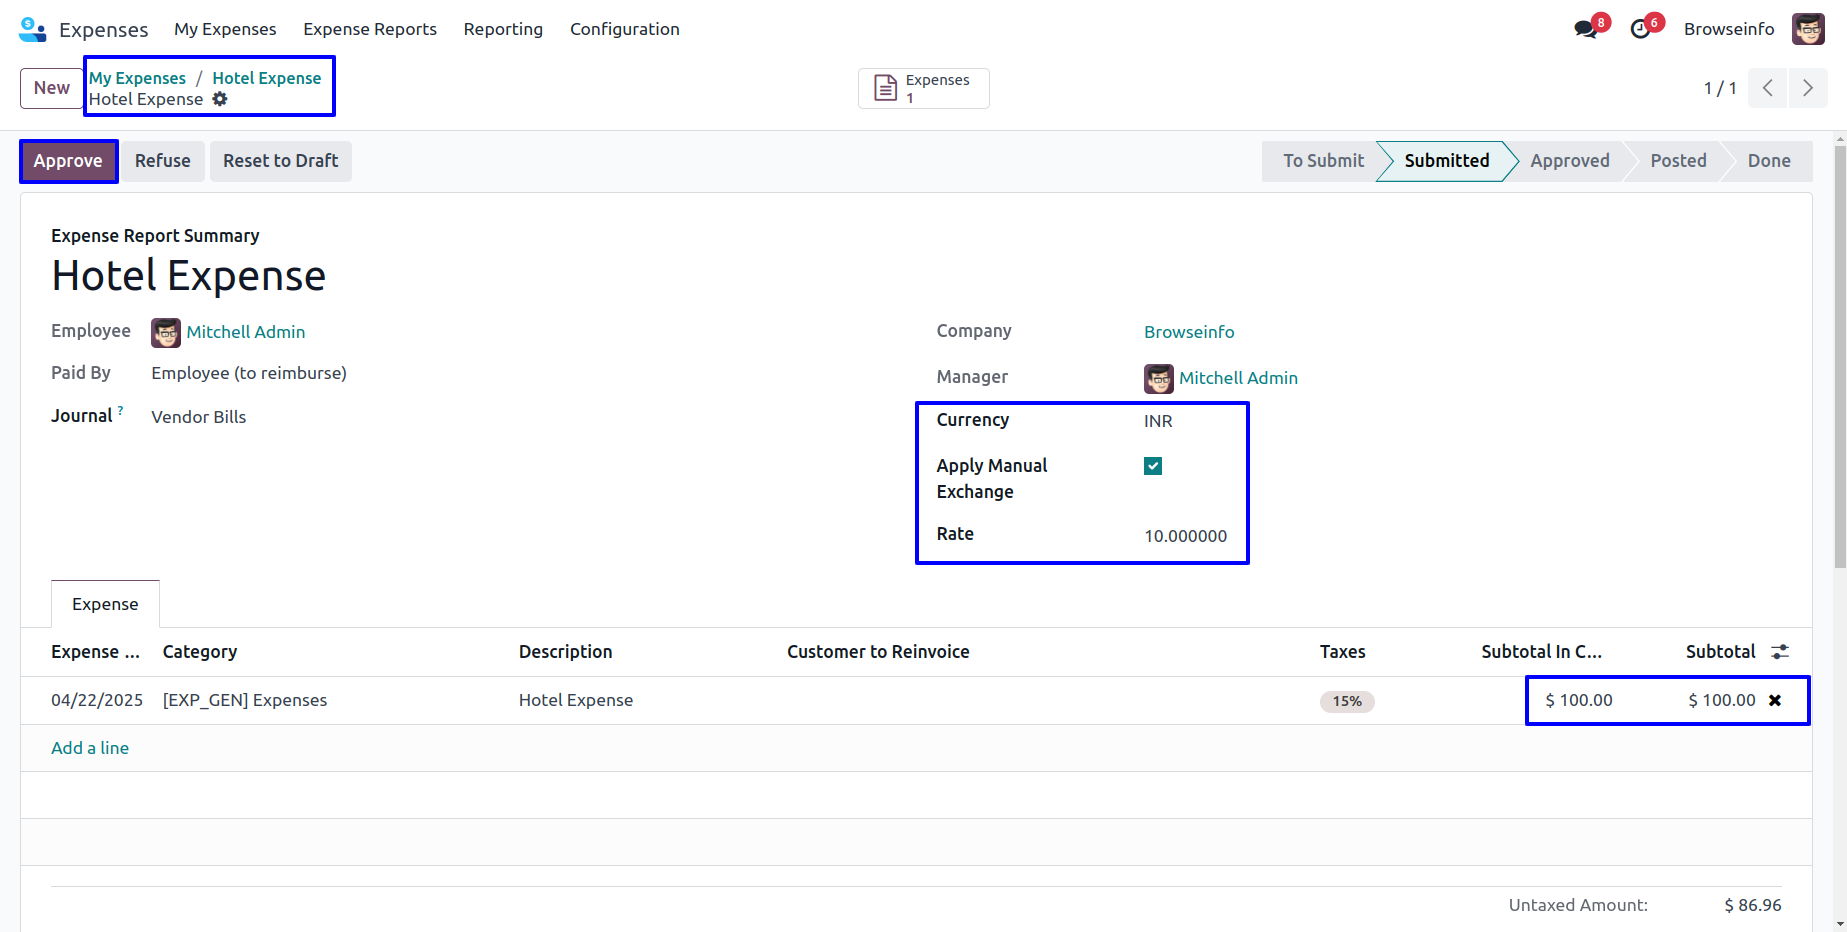 Expenses My Expenses Expense Reports Reporting Configuration 8 6 Browseinfo
New My Expenses / Hotel Expense
Hotel Expense
Expenses
1
1 / 1
Approve Refuse Reset to Draft To Submit Submitted Approved Posted Done
Expense Report Summary
Hotel Expense
Employee Mitchell Admin
Paid By Employee (to reimburse)
Journal ? Vendor Bills
Company Browseinfo
Manager Mitchell Admin
Currency INR
Apply Manual
Exchange
Rate 10.000000
Expense
Expense ... Category Description Customer to Reinvoice Taxes Subtotal In C... Subtotal
04/22/2025 [EXP_GEN] Expenses Hotel Expense 15% $ 100.00 $ 100.00
Add a line
Untaxed Amount: $ 86.96